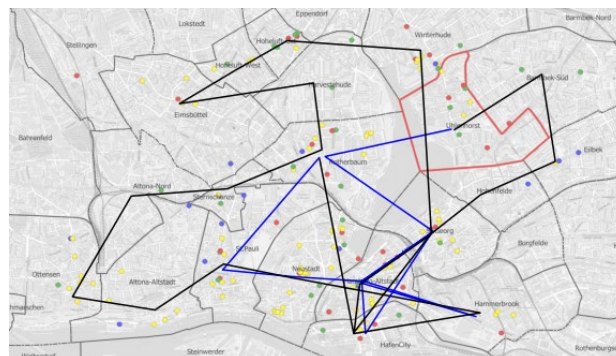 Eppendorf
Barmbek-Nord
Lokstedt
Winterhude
Hoheluft
Stellingen
Hoheluft-West
Barmbek-Süd
Harvestehude
Eimsbüttel
Uhlenhorst
Bahrenfeld
Eilbek
Rotherbaum
Altona-Nord
Hohenfelde
Sternschanze
St. Georg
St. Pauli
Borgfelde
Ottensen
Neustadt
Altona-Altstadt
Hammerbrook
HafenCity
Steinwerder
Rothenburg